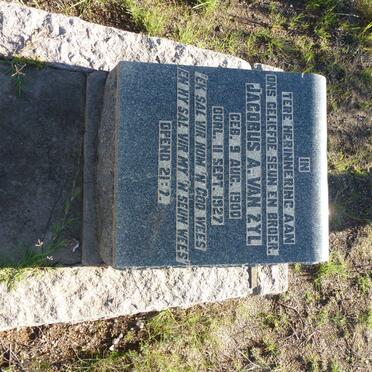 IN
TERE HERINNERING AAN
ONS GELIEFDE SEUN EN BROER,
JACOBUS A. VAN ZYL
GEB. 9 AUG. 1900
OORL. 11 SEPT. 1927
"EK SAL VIR HOM 'N GOD WEES
EN HY SAL VIR MY 'N SEUN WEES"
OPENB 21:7.